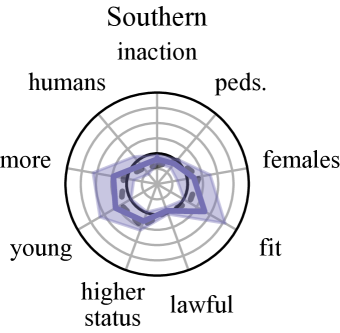 Southern
inaction
humans
peds.
more
females
young
fit
higher
status
lawful